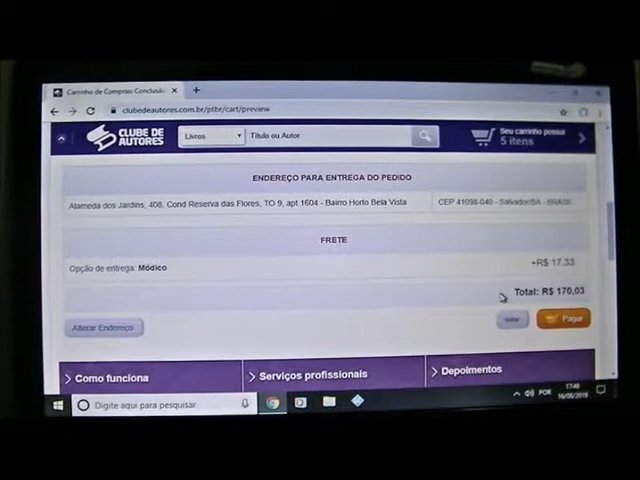 Carrinho de Compras: Conclusão
clubedeautores.com.br/ptbr/cart/preview
CLUBE DE
AUTORES
Livros
Título ou Autor
Seu carrinho possui
5 itens
ENDEREÇO PARA ENTREGA DO PEDIDO
Alameda dos Jardins, 408, Cond Reserva das Flores, TO 9, apt 1604 - Bairro Horto Bela Vista
CEP 41098-040 - Salvador/BA - BRASIL
FRETE
Opção de entrega: Módico
+R$ 17,33
Total: R$ 170,03
Alterar Endereço
Voltar
Pagar
Como funciona
Serviços profissionais
Depoimentos
Digite aqui para pesquisar
POR
17:46
16/08/2019